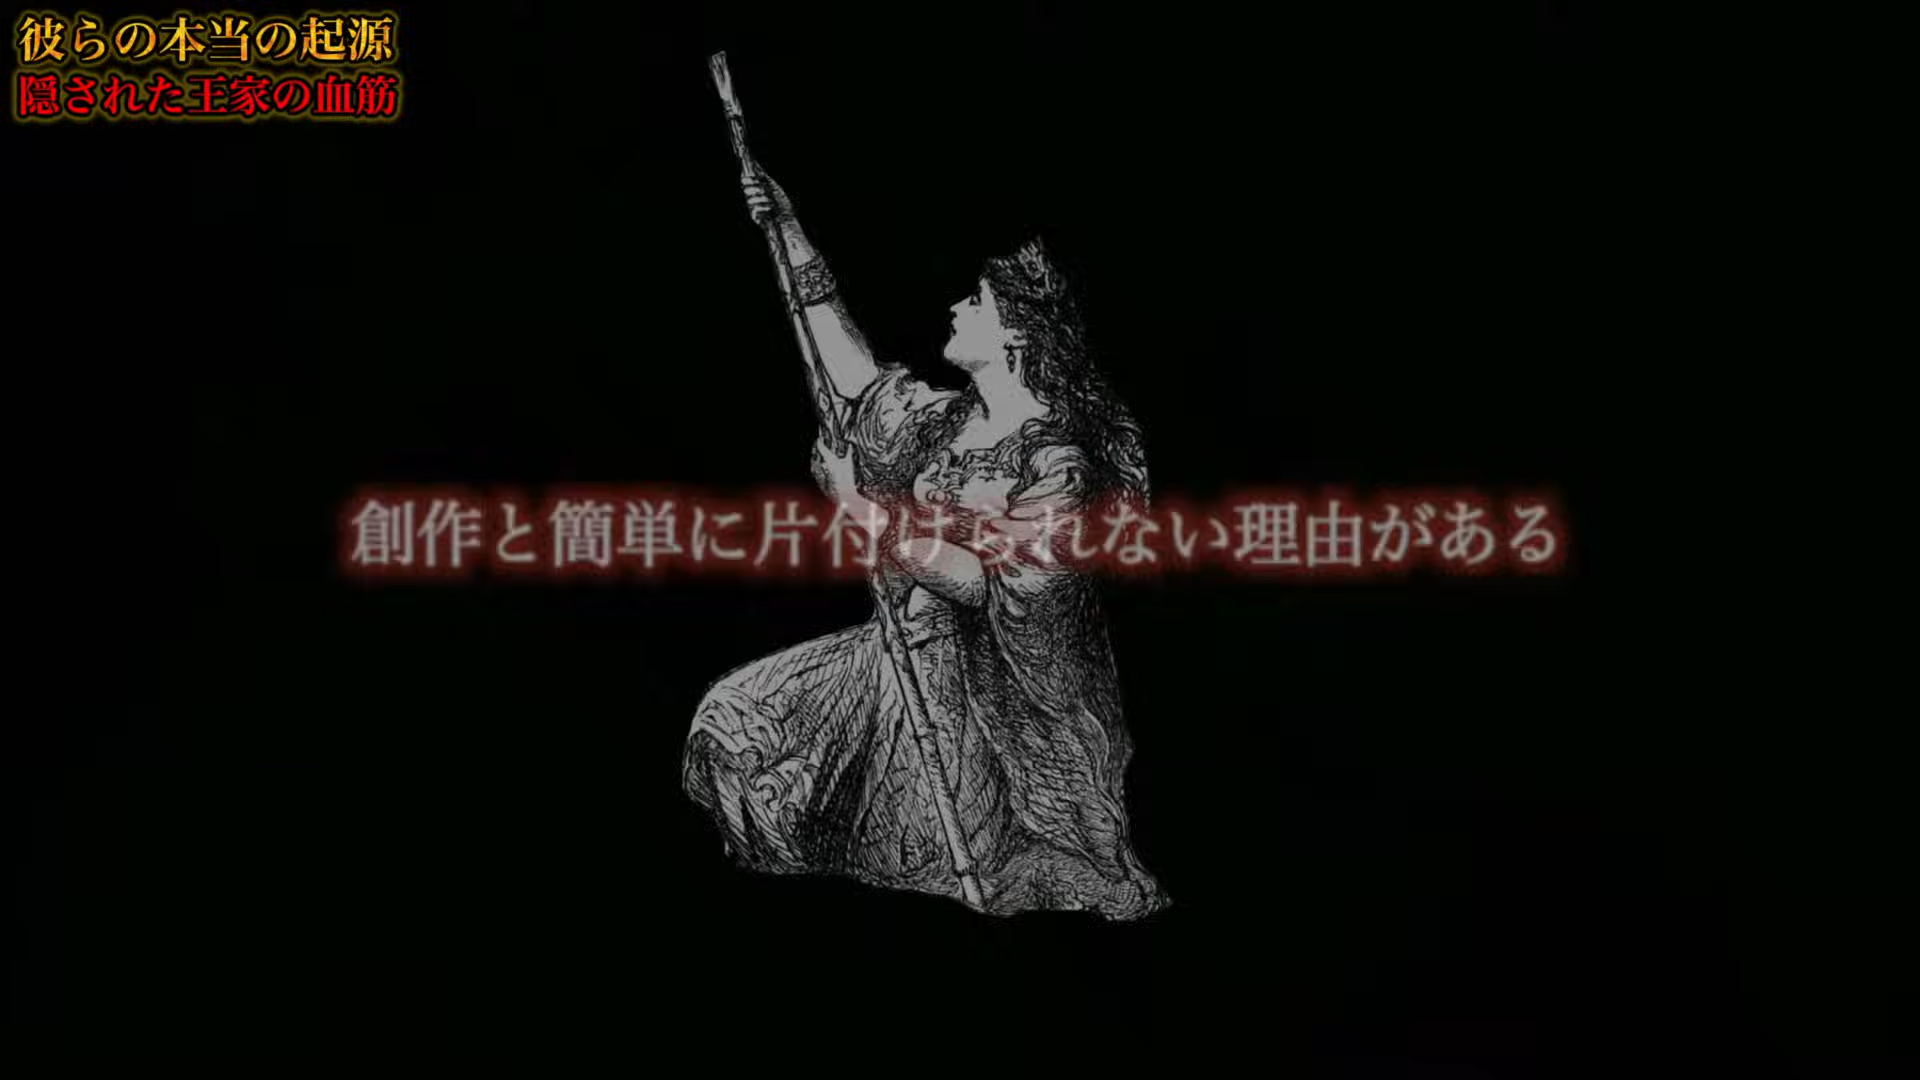 彼らの本当の起源
隠された王家の血筋
創作と簡単に片付けられない理由がある